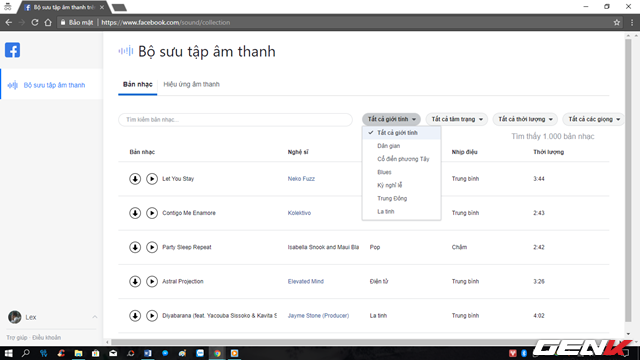 Bộ sưu tập âm thanh trê
Bảo mật | https://www.facebook.com/sound/collection
Bộ sưu tập âm thanh
Bộ sưu tập âm thanh
Bản nhạc Hiệu ứng âm thanh
Tìm kiếm bản nhạc...
Tất cả giới tính Tất cả tâm trạng Tất cả thời lượng Tất cả các giọng
Tất cả giới tính
Dân gian
Cổ điển phương Tây
Blues
Kỳ nghỉ lễ
Trung Đông
La tinh
Tìm thấy 1.000 bản nhạc
Bản nhạc Nghệ sĩ Nhịp điệu Thời lượng
Let You Stay Neko Fuzz Trung bình 3:44
Contigo Me Enamore Kolektivo Trung bình 2:43
Party Sleep Repeat Isabella Snook and Maui Bla Pop Chậm 2:42
Astral Projection Elevated Mind Điện tử Trung bình 3:26
Diyabarana (feat. Yacouba Sissoko & Kavita S Jayme Stone (Producer) La tinh Trung bình 4:02
Lex
Trợ giúp · Điều khoản
GENK